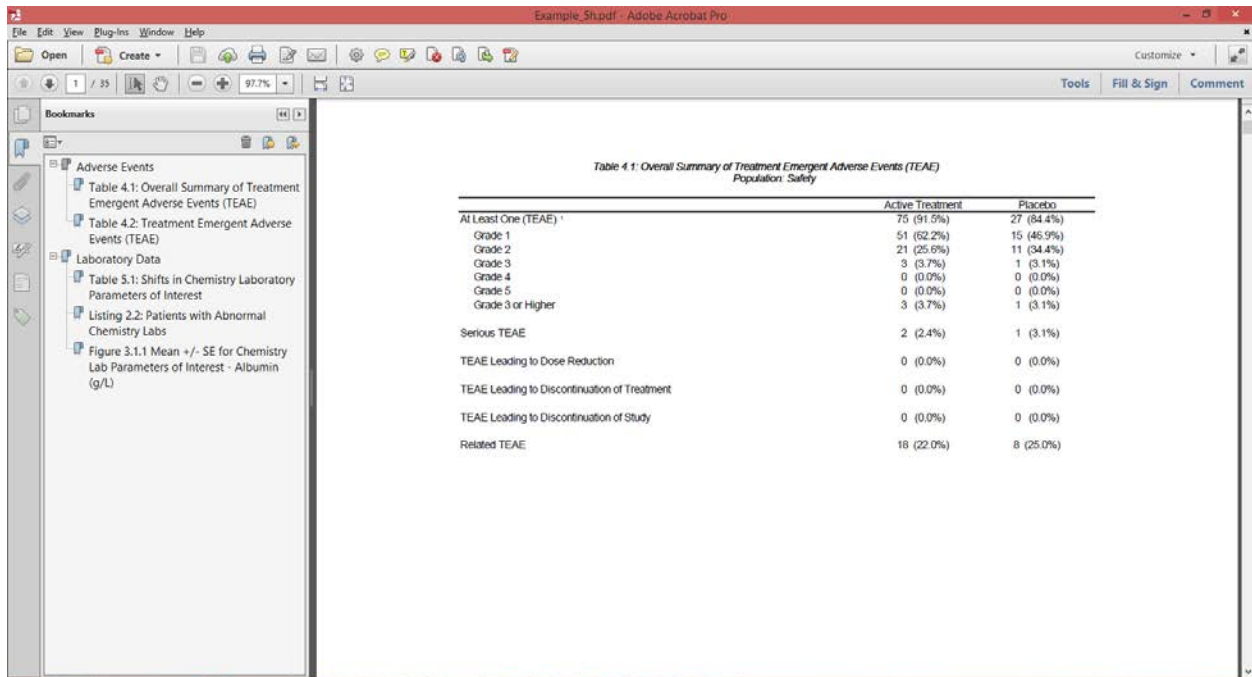 Example_Sh.pdf - Adobe Acrobat Pro
File Edit View Plug-Ins Window Help
Open Create Customize
1 / 35 97.7% Tools Fill & Sign Comment
Bookmarks
Adverse Events
Table 4.1: Overall Summary of Treatment
Emergent Adverse Events (TEAE)
Table 4.2: Treatment Emergent Adverse
Events (TEAE)
Laboratory Data
Table 5.1: Shifts in Chemistry Laboratory
Parameters of Interest
Listing 2.2: Patients with Abnormal
Chemistry Labs
Figure 3.1.1 Mean +/- SE for Chemistry
Lab Parameters of Interest - Albumin
(g/L)
Table 4.1: Overall Summary of Treatment Emergent Adverse Events (TEAE)
Population: Safety
Active Treatment Placebo
At Least One (TEAE) ¹ 75 (91.5%) 27 (84.4%)
Grade 1 51 (62.2%) 15 (46.9%)
Grade 2 21 (25.6%) 11 (34.4%)
Grade 3 3 (3.7%) 1 (3.1%)
Grade 4 0 (0.0%) 0 (0.0%)
Grade 5 0 (0.0%) 0 (0.0%)
Grade 3 or Higher 3 (3.7%) 1 (3.1%)
Serious TEAE 2 (2.4%) 1 (3.1%)
TEAE Leading to Dose Reduction 0 (0.0%) 0 (0.0%)
TEAE Leading to Discontinuation of Treatment 0 (0.0%) 0 (0.0%)
TEAE Leading to Discontinuation of Study 0 (0.0%) 0 (0.0%)
Related TEAE 18 (22.0%) 8 (25.0%)